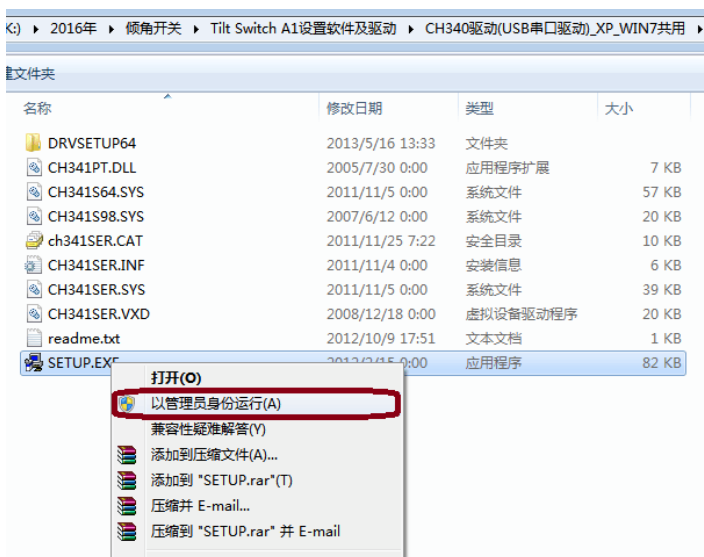 K:) ▸ 2016年 ▸ 倾角开关 ▸ Tilt Switch A1设置软件及驱动 ▸ CH340驱动(USB串口驱动)_XP_WIN7共用 ▸
建文件夹
名称 修改日期 类型 大小
DRVSETUP64 2013/5/16 13:33 文件夹
CH341PT.DLL 2005/7/30 0:00 应用程序扩展 7 KB
CH341S64.SYS 2011/11/5 0:00 系统文件 57 KB
CH341S98.SYS 2007/6/12 0:00 系统文件 20 KB
ch341SER.CAT 2011/11/25 7:22 安全目录 10 KB
CH341SER.INF 2011/11/4 0:00 安装信息 6 KB
CH341SER.SYS 2011/11/5 0:00 系统文件 39 KB
CH341SER.VXD 2008/12/18 0:00 虚拟设备驱动程序 20 KB
readme.txt 2012/10/9 17:51 文本文档 1 KB
SETUP.EXE 2012/2/15 0:00 应用程序 82 KB
打开(O)
以管理员身份运行(A)
兼容性疑难解答(Y)
添加到压缩文件(A)...
添加到 "SETUP.rar"(T)
压缩并 E-mail...
压缩到 "SETUP.rar" 并 E-mail